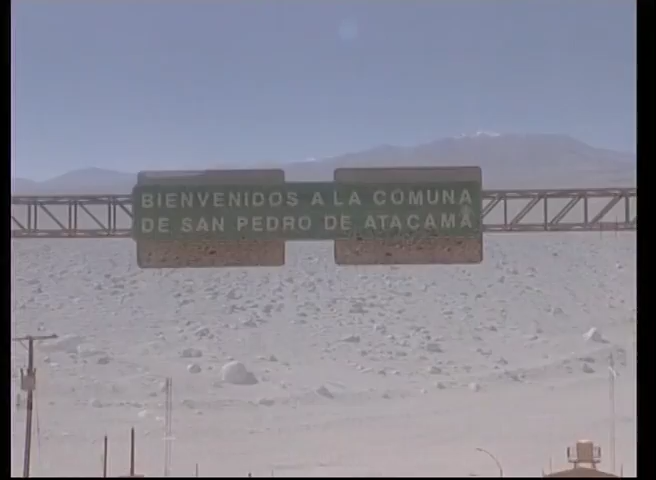 BIENVENIDOS A LA COMUNA
DE SAN PEDRO DE ATACAMA